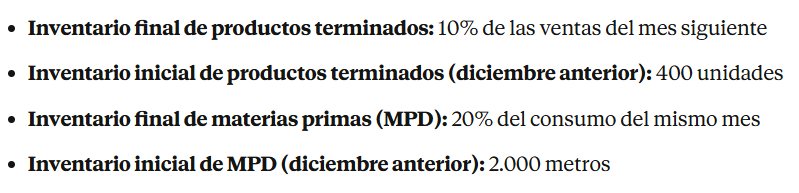 • Inventario final de productos terminados: 10% de las ventas del mes siguiente
• Inventario inicial de productos terminados (diciembre anterior): 400 unidades
• Inventario final de materias primas (MPD): 20% del consumo del mismo mes
• Inventario inicial de MPD (diciembre anterior): 2.000 metros